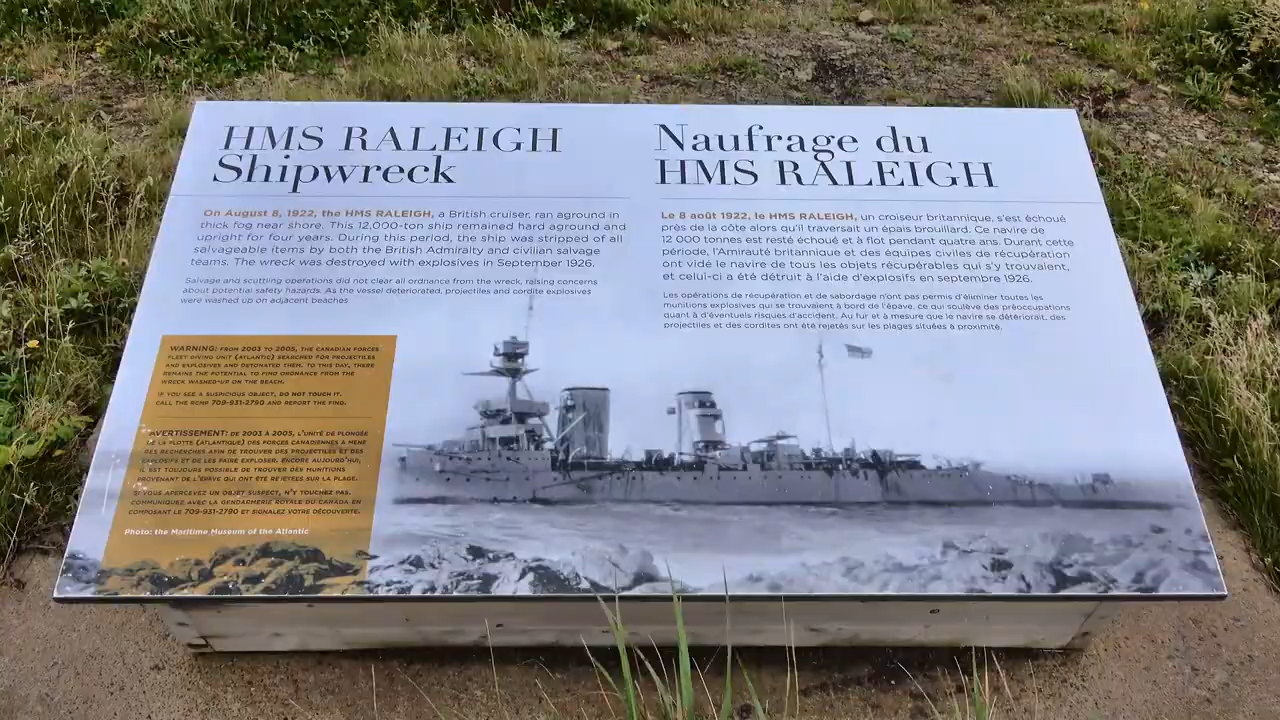 HMS RALEIGH
Shipwreck
On August 8, 1922, the HMS RALEIGH, a British cruiser, ran aground in
thick fog near shore. This 12,000-ton ship remained hard aground and
upright for four years. During this period, the ship was stripped of all
salvageable items by both the British Admiralty and civilian salvage
teams. The wreck was destroyed with explosives in September 1926.
Salvage and scuttling operations did not clear all ordnance from the wreck, raising concerns
about potential safety hazards. As the vessel deteriorated, projectiles and cordite explosives
were washed up on adjacent beaches.
WARNING: FROM 2003 TO 2005, THE CANADIAN FORCES
FLEET DIVING UNIT (ATLANTIC) SEARCHED FOR PROJECTILES
AND EXPLOSIVES AND DETONATED THEM. TO THIS DAY, THERE
REMAINS THE POTENTIAL TO FIND ORDNANCE FROM THE
WRECK WASHED-UP ON THE BEACH.
IF YOU SEE A SUSPICIOUS OBJECT, DO NOT TOUCH IT.
CALL THE RCMP 709-931-2790 AND REPORT THE FIND.
AVERTISSEMENT: DE 2003 À 2005, L'UNITÉ DE PLONGÉE
DE LA FLOTTE (ATLANTIQUE) DES FORCES CANADIENNES A MENÉ
DES RECHERCHES AFIN DE TROUVER DES PROJECTILES ET DES
EXPLOSIFS ET DE LES FAIRE EXPLOSER. ENCORE AUJOURD'HUI,
IL EST TOUJOURS POSSIBLE DE TROUVER DES MUNITIONS
PROVENANT DE L'ÉPAVE QUI ONT ÉTÉ REJETÉES SUR LA PLAGE.
SI VOUS APERCEVEZ UN OBJET SUSPECT, N'Y TOUCHEZ PAS.
COMMUNIQUEZ AVEC LA GENDARMERIE ROYALE DU CANADA EN
COMPOSANT LE 709-931-2790 ET SIGNALEZ VOTRE DÉCOUVERTE.
Photo: the Maritime Museum of the Atlantic
Naufrage du
HMS RALEIGH
Le 8 août 1922, le HMS RALEIGH, un croiseur britannique, s'est échoué
près de la côte alors qu'il traversait un épais brouillard. Ce navire de
12 000 tonnes est resté échoué et à flot pendant quatre ans. Durant cette
période, l'Amirauté britannique et des équipes civiles de récupération
ont vidé le navire de tous les objets récupérables qui s'y trouvaient,
et celui-ci a été détruit à l'aide d'explosifs en septembre 1926.
Les opérations de récupération et de sabordage n'ont pas permis d'éliminer toutes les
munitions explosives qui se trouvaient à bord de l'épave, ce qui soulève des préoccupations
quant à d'éventuels risques d'accident. Au fur et à mesure que le navire se détériorait, des
projectiles et des cordites ont été rejetés sur les plages situées à proximité.